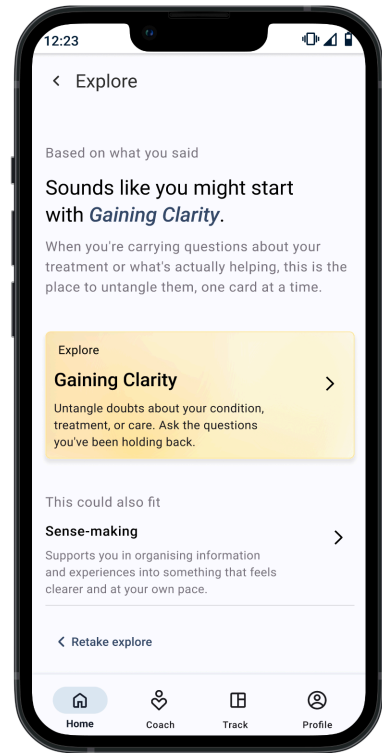 12:23
Explore
Based on what you said
Sounds like you might start
with Gaining Clarity.
When you're carrying questions about your
treatment or what's actually helping, this is the
place to untangle them, one card at a time.
Explore
Gaining Clarity
Untangle doubts about your condition,
treatment, or care. Ask the questions
you've been holding back.
This could also fit
Sense-making
Supports you in organising information
and experiences into something that feels
clearer and at your own pace.
Retake explore
Home
Coach
Track
Profile